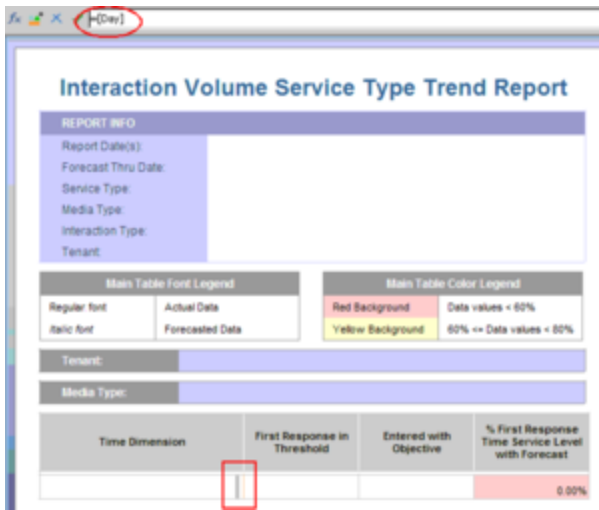 =[Day]
Interaction Volume Service Type Trend Report
REPORT INFO
Report Date(s):
Forecast Thru Date:
Service Type:
Media Type:
Interaction Type:
Tenant:
Main Table Font Legend
Regular font Actual Data
Italic font Forecasted Data
Main Table Color Legend
Red Background Data values < 60%
Yellow Background 60% <= Data values < 80%
Tenant:
Media Type:
Time Dimension
First Response in
Threshold
Entered with
Objective
% First Response
Time Service Level
with Forecast
0.00%